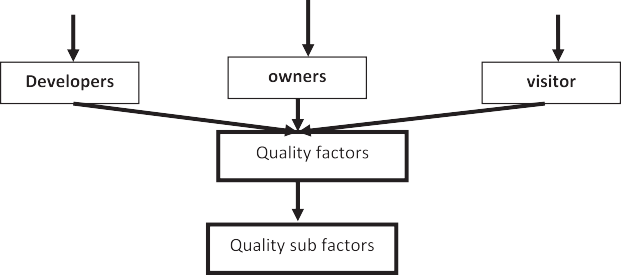 Developers
owners
visitor
Quality factors
Quality sub factors